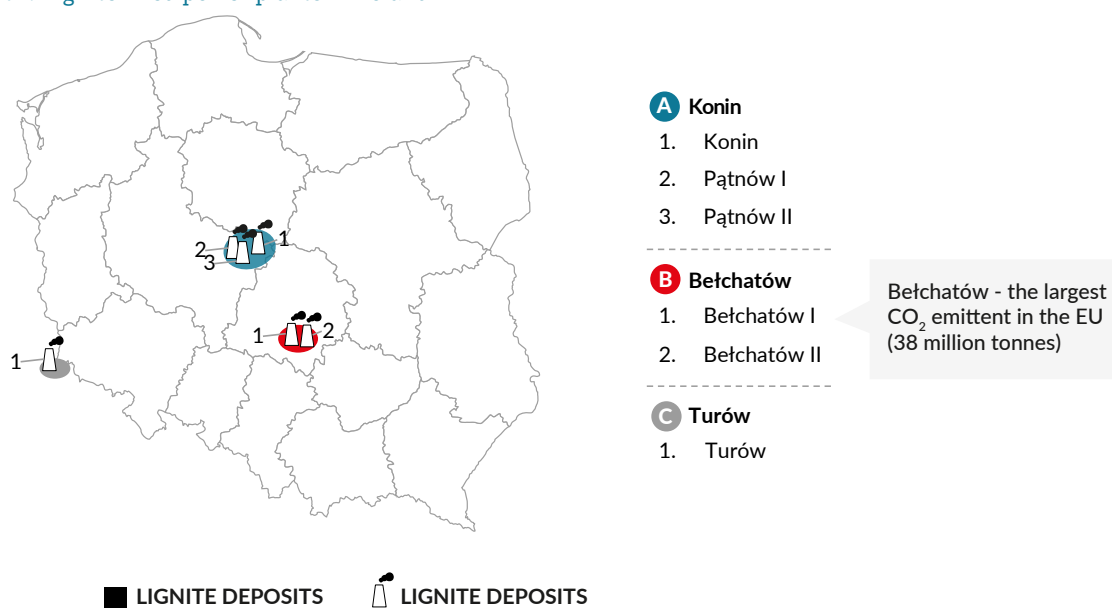 A Konin
1. Konin
2. Pątnów I
3. Pątnów II
B Bełchatów
1. Bełchatów I
2. Bełchatów II
Bełchatów - the largest
CO2 emittent in the EU
(38 million tonnes)
C Turów
1. Turów
1
2
3
1
2
1
LIGNITE DEPOSITS
LIGNITE DEPOSITS